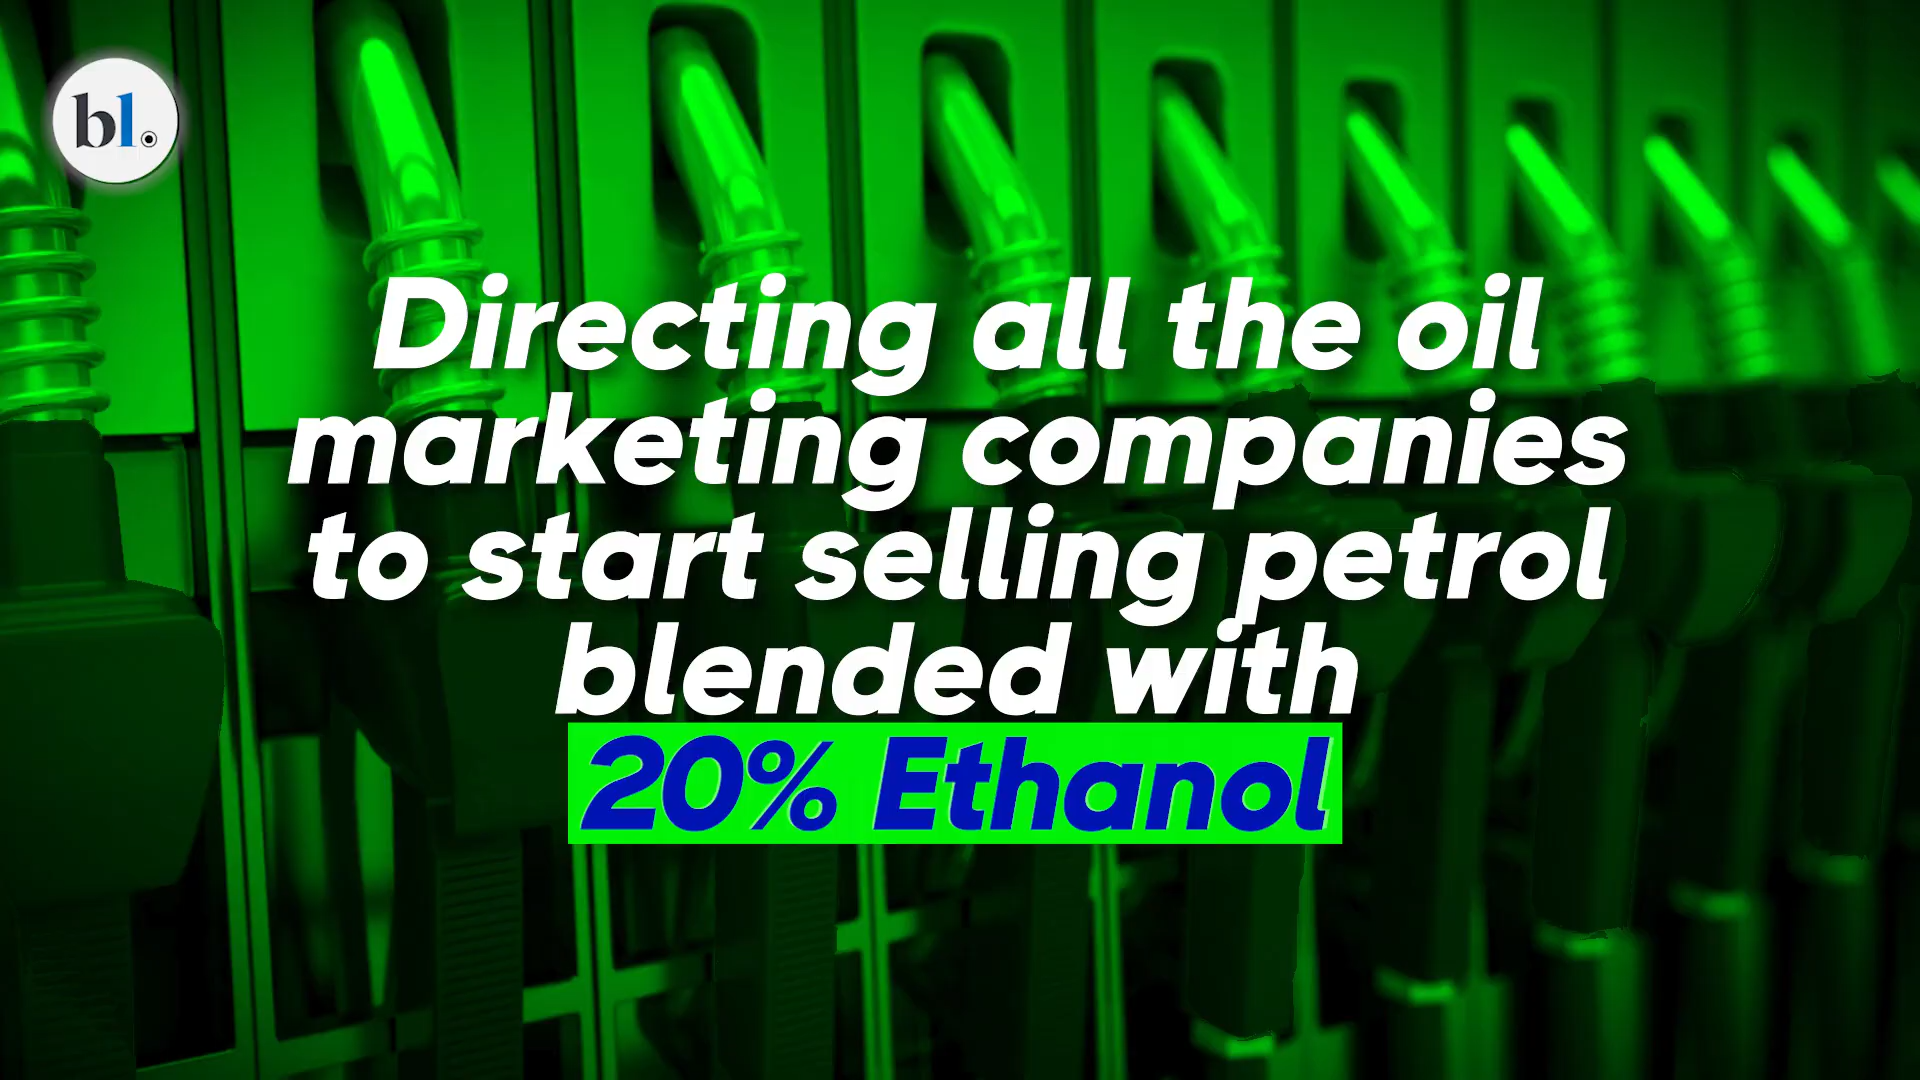 bl.
Directing all the oil
marketing companies
to start selling petrol
blended with
20% Ethanol